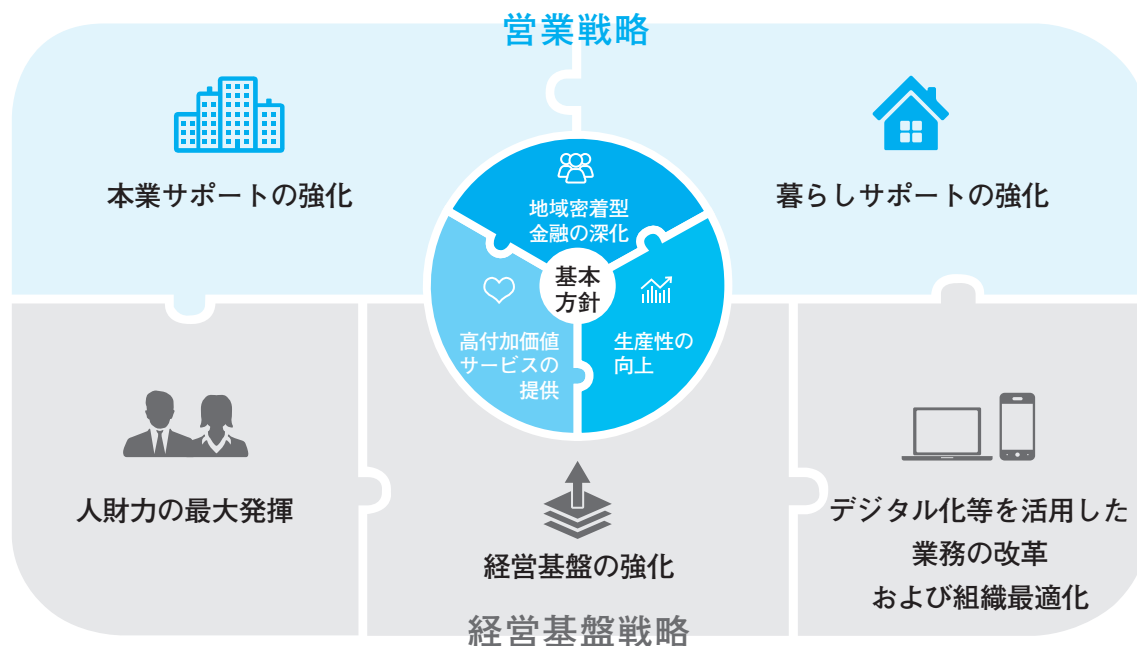 営業戦略
本業サポートの強化
暮らしサポートの強化
地域密着型
金融の深化
基本
方針
高付加価値
サービスの
提供
生産性の
向上
人財力の最大発揮
経営基盤の強化
デジタル化等を活用した
業務の改革
および組織最適化
経営基盤戦略